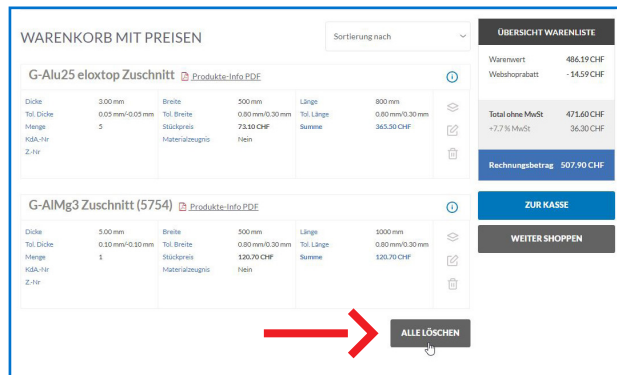 WARENKORB MIT PREISEN
Sortierung nach
G-Alu25 eloxtop Zuschnitt Produkte-Info PDF
Dicke 3.00 mm Breite 500 mm Länge 800 mm
Tol. Dicke 0.05 mm/-0.05 mm Tol. Breite 0.80 mm/0.30 mm Tol. Länge 0.80 mm/0.30 mm
Menge 5 Stückpreis 73.10 CHF Summe 365.50 CHF
KdA.-Nr Materialzeugnis Nein
Z.-Nr
G-AlMg3 Zuschnitt (5754) Produkte-Info PDF
Dicke 5.00 mm Breite 500 mm Länge 1000 mm
Tol. Dicke 0.10 mm/-0.10 mm Tol. Breite 0.80 mm/0.30 mm Tol. Länge 0.80 mm/0.30 mm
Menge 1 Stückpreis 120.70 CHF Summe 120.70 CHF
KdA.-Nr Materialzeugnis Nein
Z.-Nr
ALLE LÖSCHEN
ÜBERSICHT WARENLISTE
Warenwert 486.19 CHF
Webshoprabatt - 14.59 CHF
Total ohne MwSt 471.60 CHF
+7.7 % MwSt 36.30 CHF
Rechnungsbetrag 507.90 CHF
ZUR KASSE
WEITER SHOPPEN